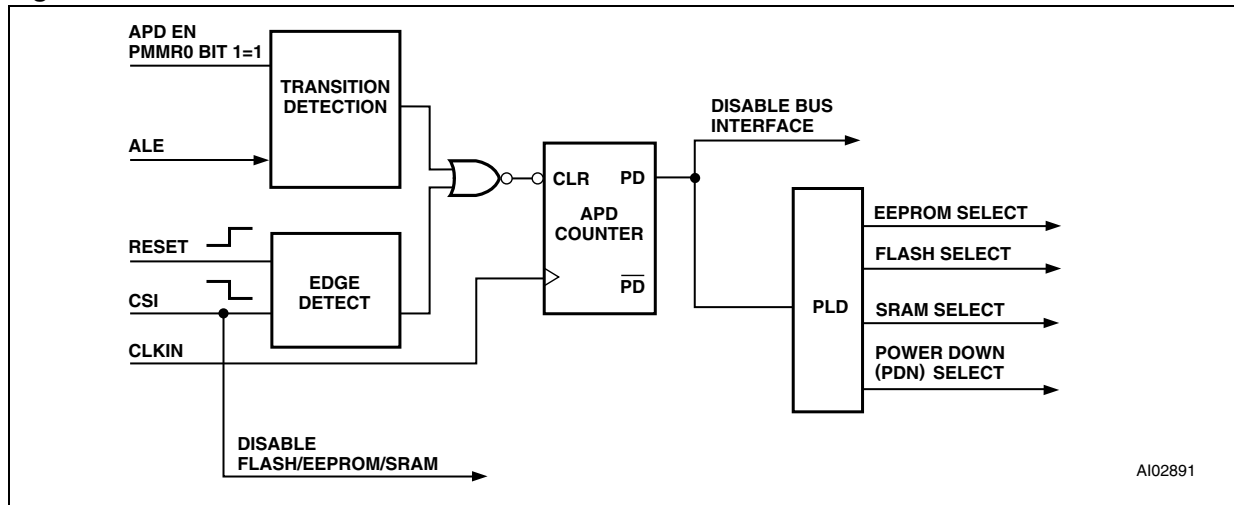 APD EN
PMMR0 BIT 1=1
TRANSITION
DETECTION
ALE
RESET
CSI
CLKIN
EDGE
DETECT
CLR
PD
APD
COUNTER
PD
DISABLE BUS
INTERFACE
PLD
EEPROM SELECT
FLASH SELECT
SRAM SELECT
POWER DOWN
(PDN) SELECT
DISABLE
FLASH/EEPROM/SRAM
AI02891